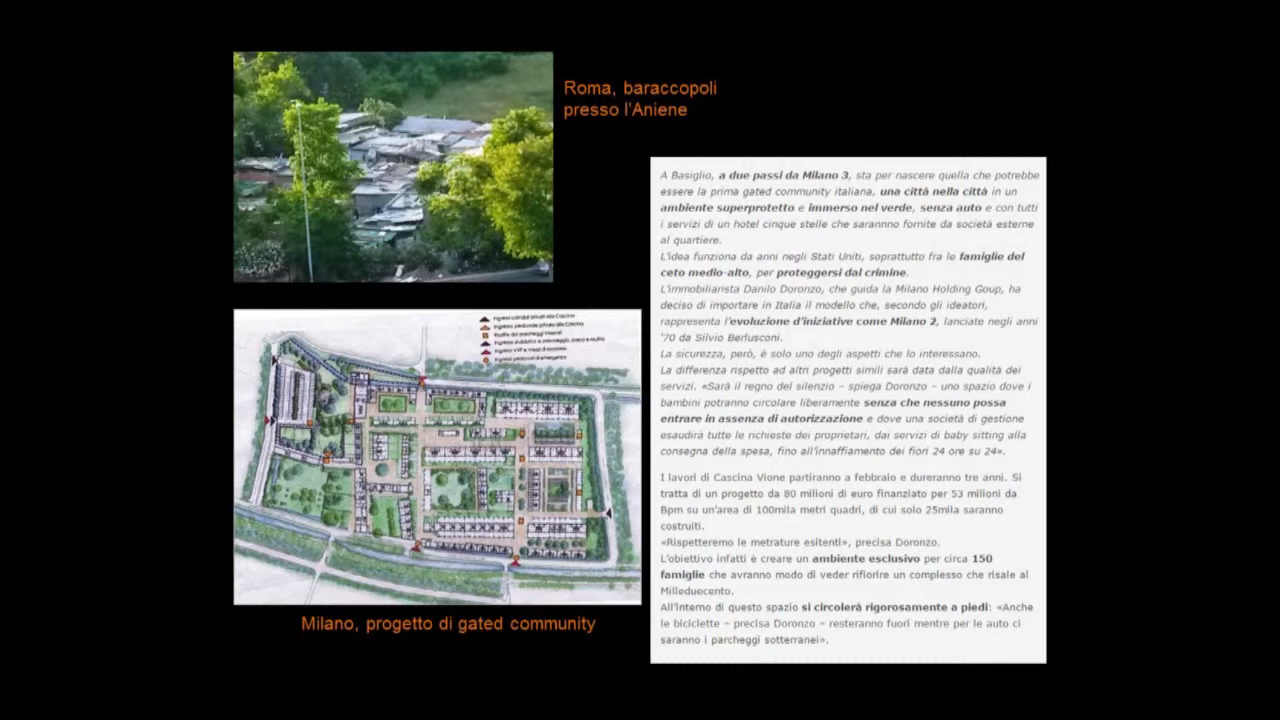 Roma, baraccopoli
presso l'Aniene
A Basiglio, a due passi da Milano 3, sta per nascere quella che potrebbe
essere la prima gated community italiana, una città nella città in un
ambiente superprotetto e immerso nel verde, senza auto e con tutti
i servizi di un hotel cinque stelle che sarannno fornite da società esterne
al quartiere.
L'idea funziona da anni negli Stati Uniti, soprattutto fra le famiglie del
ceto medio-alto, per proteggersi dal crimine.
L'immobiliarista Danilo Doronzo, che guida la Milano Holding Goup, ha
deciso di importare in Italia il modello che, secondo gli ideatori,
rappresenta l'evoluzione d'iniziative come Milano 2, lanciate negli anni
'70 da Silvio Berlusconi.
La sicurezza, però, è solo uno degli aspetti che lo interessano.
La differenza rispetto ad altri progetti simili sarà data dalla qualità dei
servizi. «Sarà il regno del silenzio – spiega Doronzo – uno spazio dove i
bambini potranno circolare liberamente senza che nessuno possa
entrare in assenza di autorizzazione e dove una società di gestione
esaudirà tutte le richieste dei proprietari, dai servizi di baby sitting alla
consegna della spesa, fino all'innaffiamento dei fiori 24 ore su 24».
I lavori di Cascina Vione partiranno a febbraio e dureranno tre anni. Si
tratta di un progetto da 80 milioni di euro finanziato per 53 milioni da
Bpm su un'area di 100mila metri quadri, di cui solo 25mila saranno
costruiti.
«Rispetteremo le metrature esitenti», precisa Doronzo.
L'obiettivo infatti è creare un ambiente esclusivo per circa 150
famiglie che avranno modo di veder rifiorire un complesso che risale al
Milleduecento.
All'interno di questo spazio si circolerà rigorosamente a piedi: «Anche
le biciclette – precisa Doronzo – resteranno fuori mentre per le auto ci
saranno i parcheggi sotterranei».
Milano, progetto di gated community